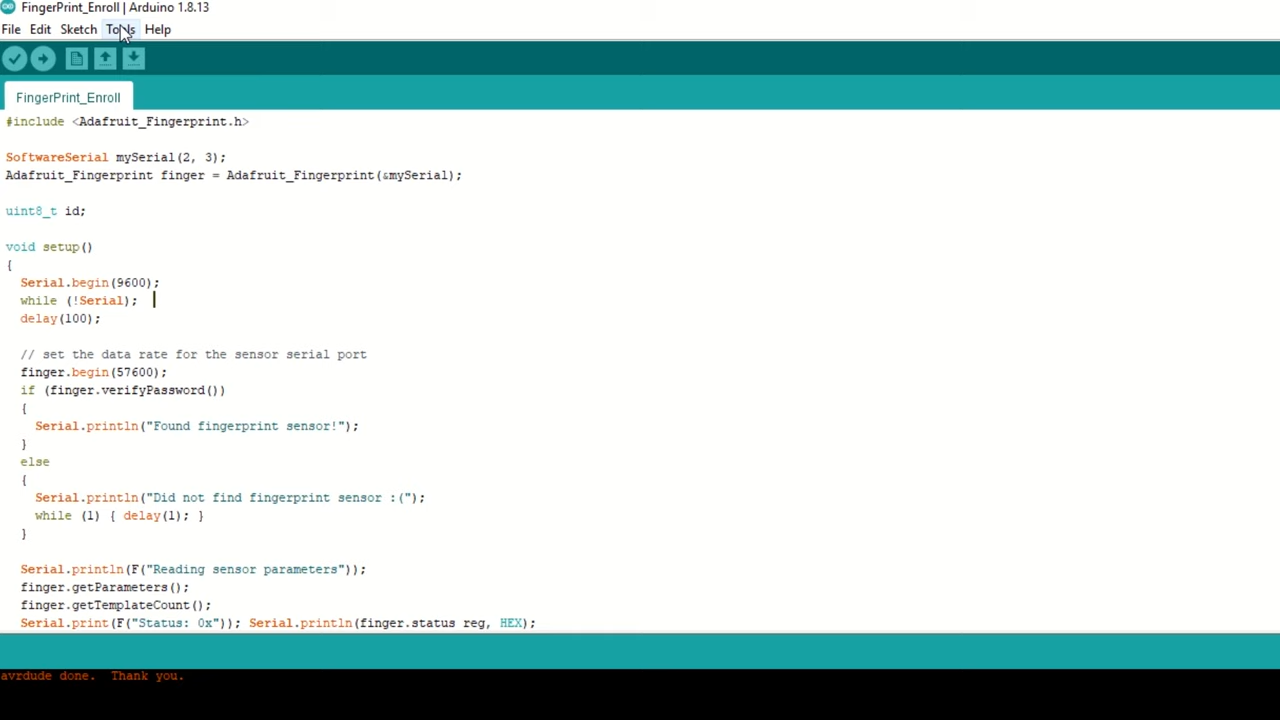 FingerPrint_Enroll | Arduino 1.8.13
File Edit Sketch Tools Help
FingerPrint_Enroll
#include <Adafruit_Fingerprint.h>
SoftwareSerial mySerial(2, 3);
Adafruit_Fingerprint finger = Adafruit_Fingerprint(&mySerial);
uint8_t id;
void setup()
{
Serial.begin(9600);
while (!Serial);
delay(100);
// set the data rate for the sensor serial port
finger.begin(57600);
if (finger.verifyPassword())
{
Serial.println("Found fingerprint sensor!");
}
else
{
Serial.println("Did not find fingerprint sensor :(");
while (1) { delay(1); }
}
Serial.println(F("Reading sensor parameters"));
finger.getParameters();
finger.getTemplateCount();
Serial.print(F("Status: 0x")); Serial.println(finger.status_reg, HEX);
avrdude done.  Thank you.